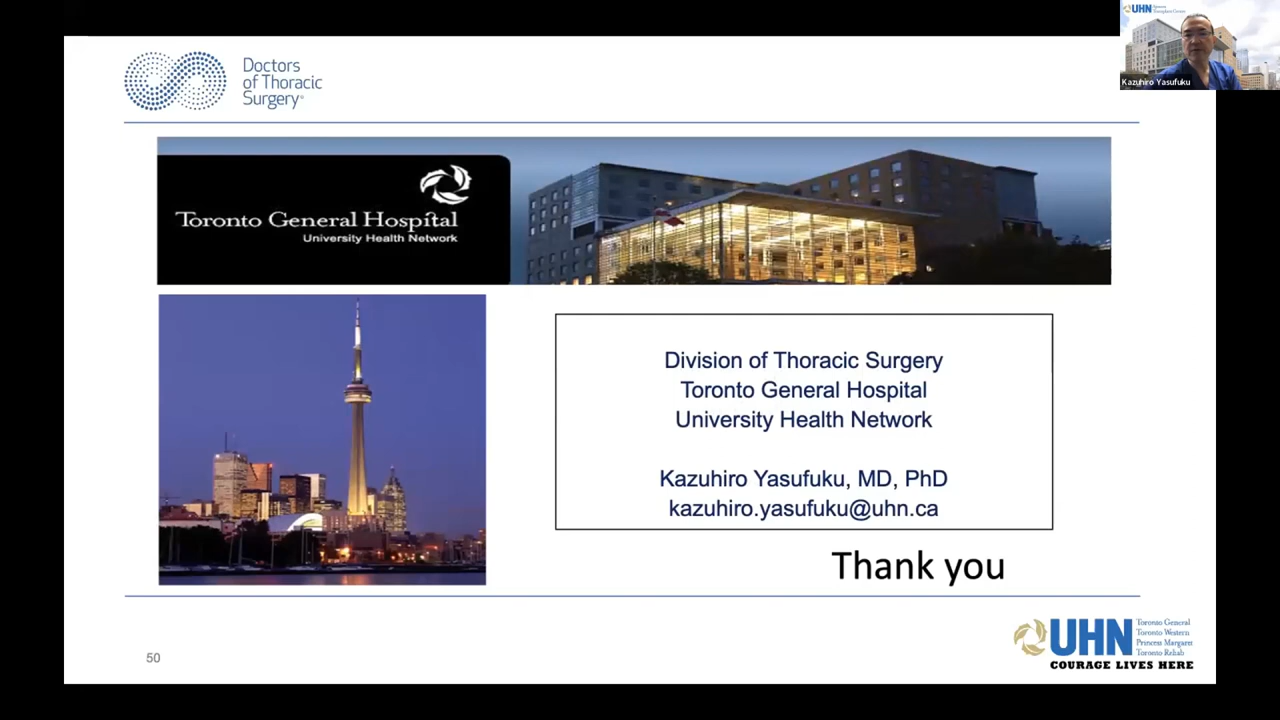 UHN
Kazuhiro Yasufuku
Doctors
of Thoracic
Surgery
Toronto General Hospital
University Health Network
Division of Thoracic Surgery
Toronto General Hospital
University Health Network
Kazuhiro Yasufuku, MD, PhD
kazuhiro.yasufuku@uhn.ca
Thank you
UHN
Toronto General
Toronto Western
Princess Margaret
Toronto Rehab
COURAGE LIVES HERE
50